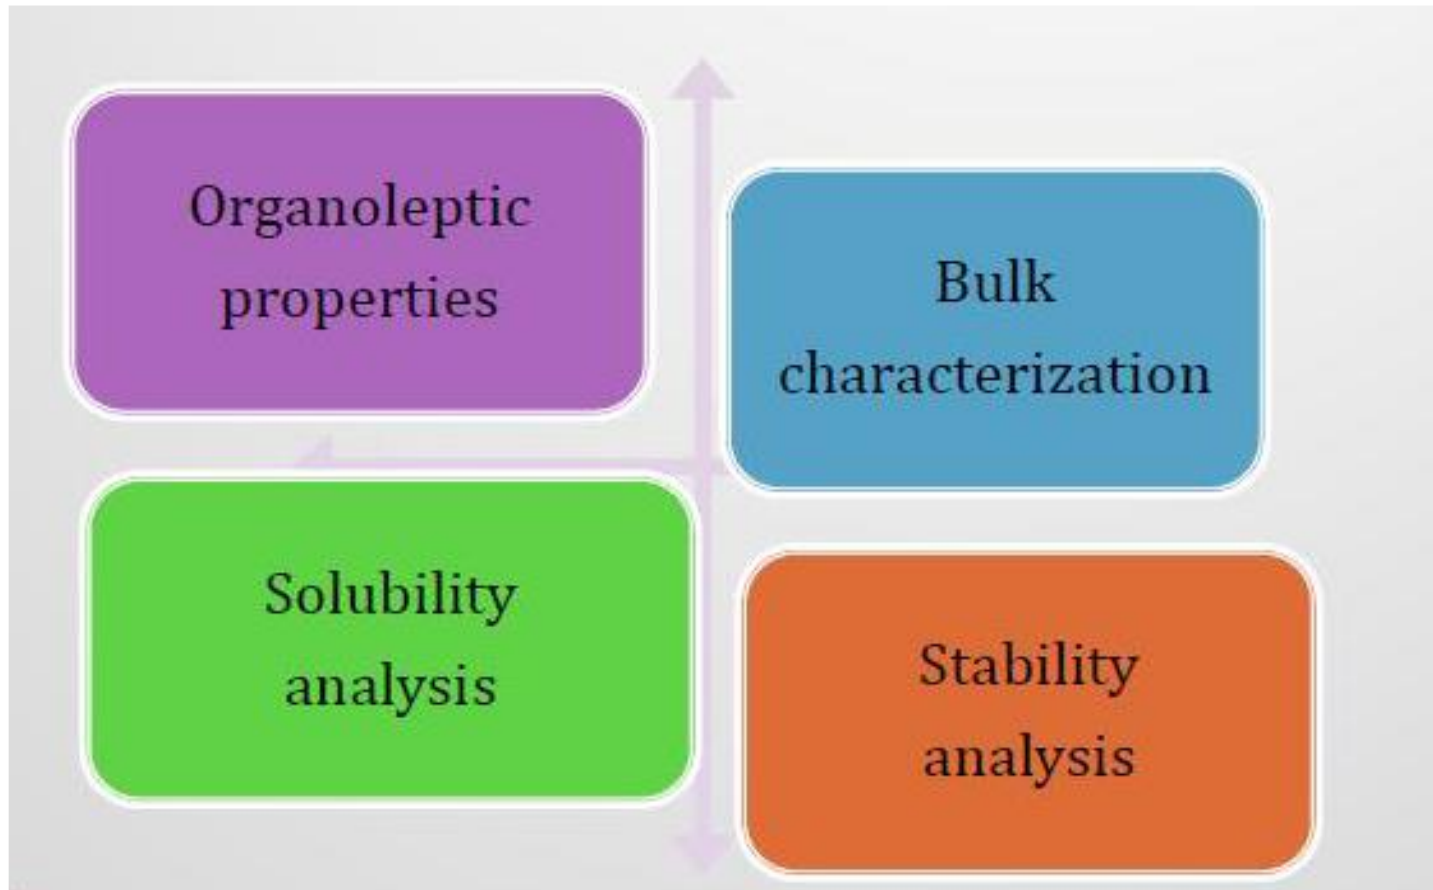 Organoleptic
properties
Bulk
characterization
Solubility
analysis
Stability
analysis